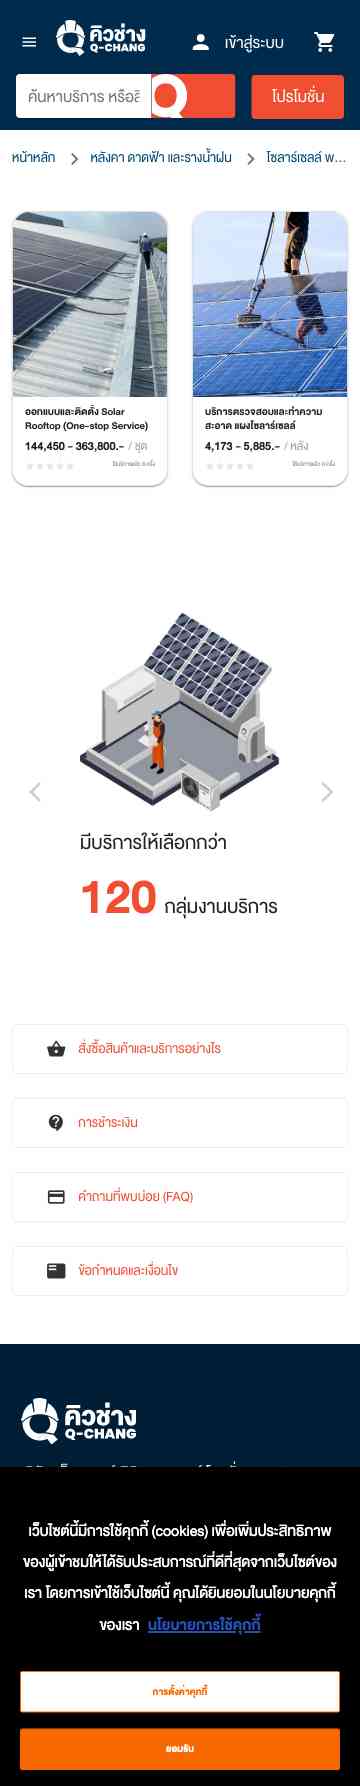 คิวช่าง
Q-CHANG
เข้าสู่ระบบ
ค้นหาบริการ หรือสิ
Q
โปรโมชั่น
หน้าหลัก > หลังคา ดาดฟ้า และรางน้ำฝน > โซลาร์เซลล์ พ...
ออกแบบและติดตั้ง Solar
Rooftop (One-stop Service)
144,450 - 363,800.- / ชุด
บริการตรวจสอบและทำความ
สะอาด แผงโซลาร์เซลล์
4,173 - 5,885.- / หลัง
มีบริการให้เลือกกว่า
120 กลุ่มงานบริการ
สั่งซื้อสินค้าและบริการอย่างไร
การชำระเงิน
คำถามที่พบบ่อย (FAQ)
ข้อกำหนดและเงื่อนไข
คิวช่าง
Q-CHANG
เว็บไซต์นี้มีการใช้คุกกี้ (cookies) เพื่อเพิ่มประสิทธิภาพ
ของผู้เข้าชมให้ได้รับประสบการณ์ที่ดีที่สุดจากเว็บไซต์ของ
เรา โดยการเข้าใช้เว็บไซต์นี้ คุณได้ยินยอมในนโยบายคุกกี้
ของเรา นโยบายการใช้คุกกี้
การตั้งค่าคุกกี้
ยอมรับ